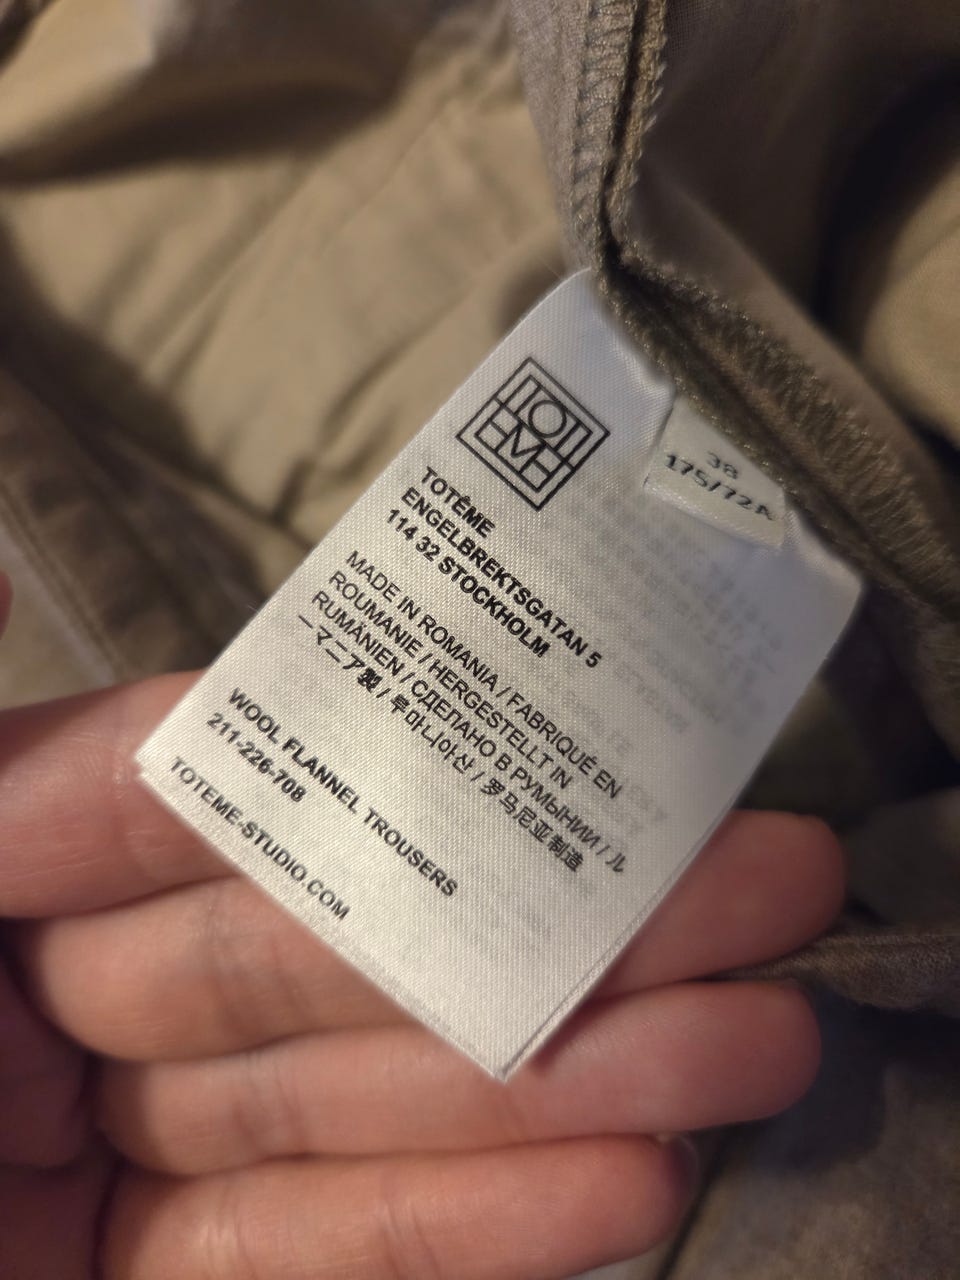 TOTÊME
TOTÊME
ENGELBREKTSGATAN 5
114 32 STOCKHOLM
MADE IN ROMANIA / FABRIQUÉ EN
ROUMANIE / HERGESTELLT IN
RUMÄNIEN / СДЕЛАНО В РУМЫНИИ / ル
ーマニア製 / 루마니아산 / 罗马尼亚制造
WOOL FLANNEL TROUSERS
211-226-708
TOTEME-STUDIO.COM
38
175/72A